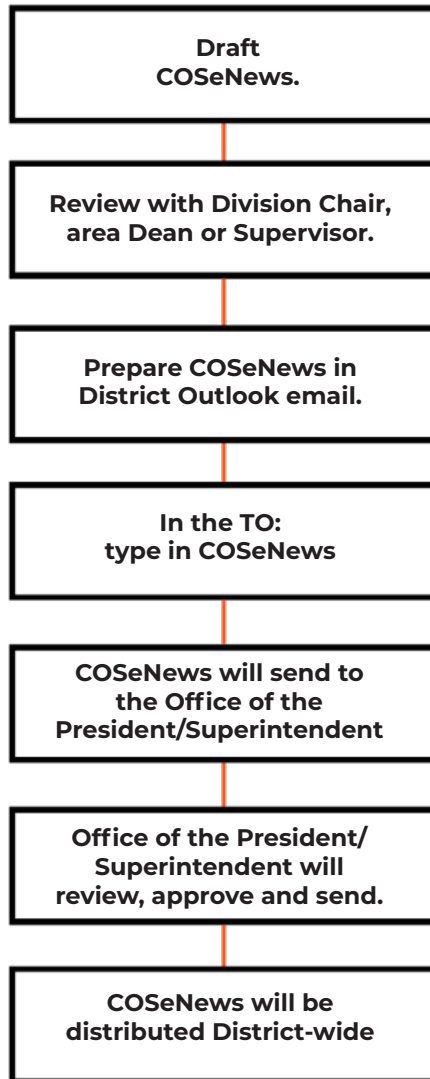 Draft
COSeNews.
Review with Division Chair,
area Dean or Supervisor.
Prepare COSeNews in
District Outlook email.
In the TO:
type in COSeNews
COSeNews will send to
the Office of the
President/Superintendent
Office of the President/
Superintendent will
review, approve and send.
COSeNews will be
distributed District-wide